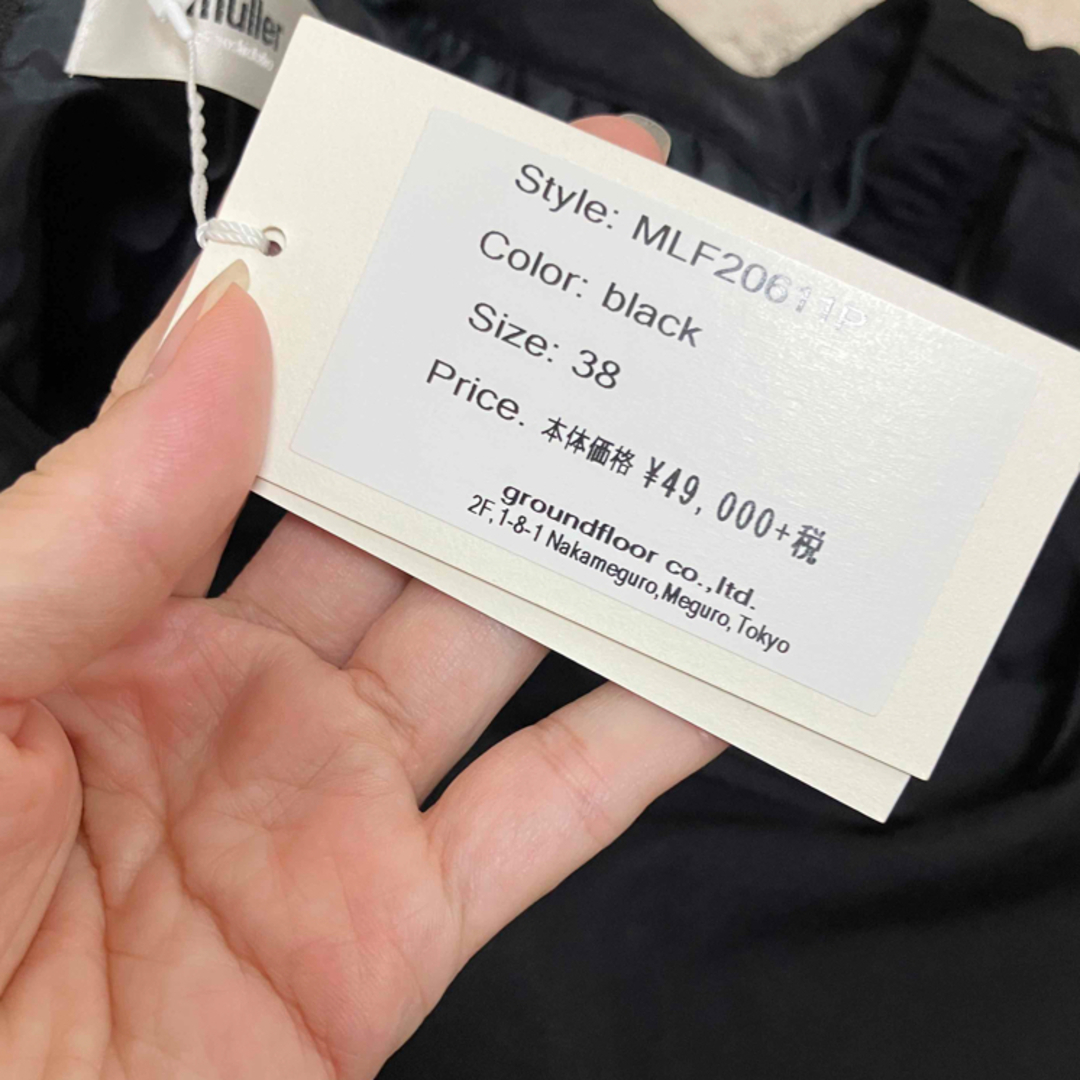 muller
Style: MLF20611P
Color: black
Size: 38
Price. 本体価格 ¥49,000+税
groundfloor co.,ltd.
2F,1-8-1 Nakameguro,Meguro,Tokyo